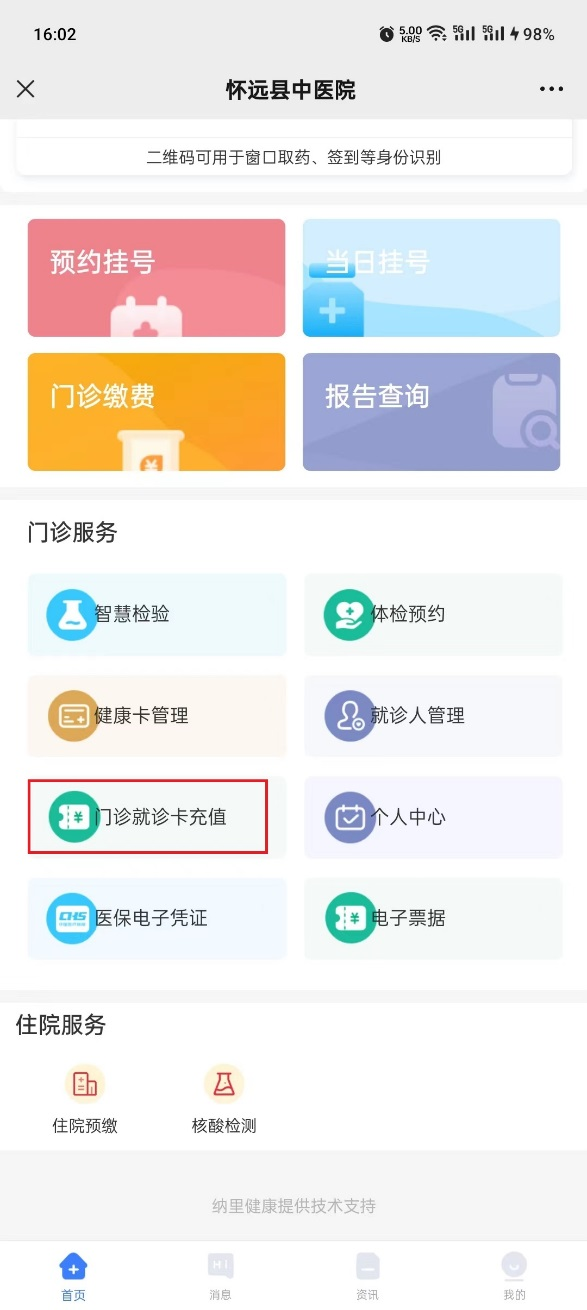 16:02
5.00
KB/S
5G
5G
98%
怀远县中医院
二维码可用于窗口取药、签到等身份识别
预约挂号
当日挂号
门诊缴费
报告查询
门诊服务
智慧检验
体检预约
健康卡管理
就诊人管理
门诊就诊卡充值
个人中心
CHS
医保电子凭证
电子票据
住院服务
住院预缴
核酸检测
纳里健康提供技术支持
首页
HI
消息
资讯
我的